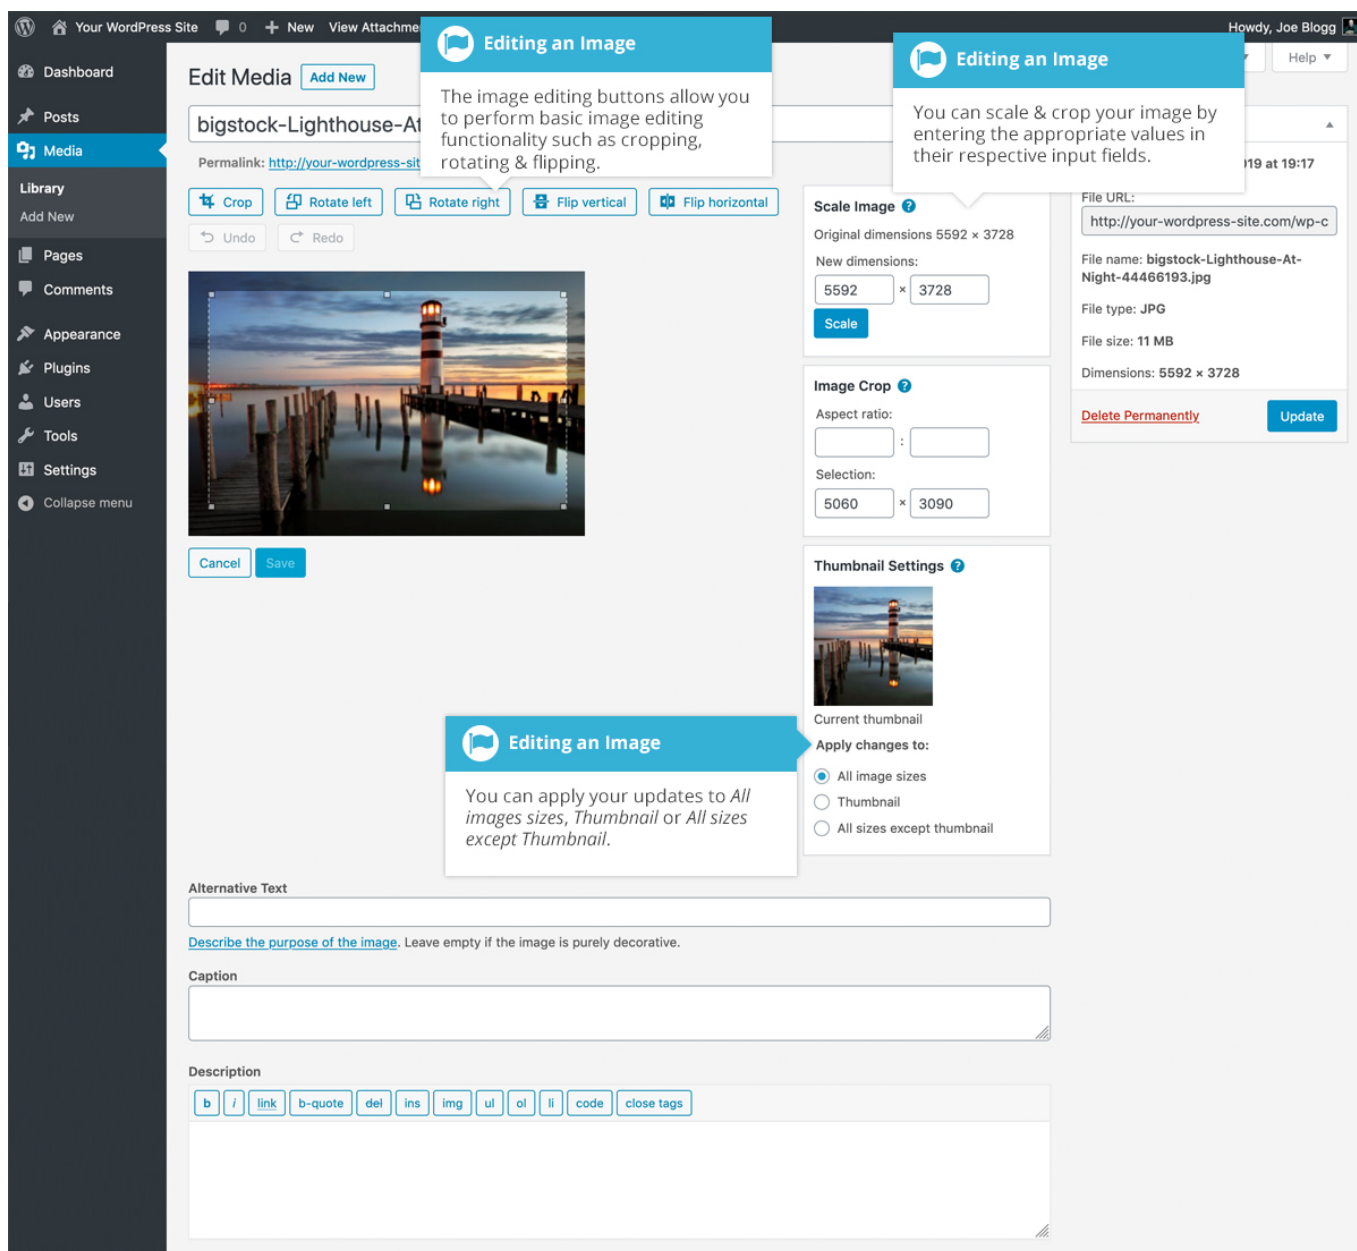 Your WordPress Site
0
New
View Attachme
Howdy, Joe Blogg
Help
Dashboard
Posts
Media
Library
Add New
Pages
Comments
Appearance
Plugins
Users
Tools
Settings
Collapse menu
Edit Media
Add New
bigstock-Lighthouse-At
Permalink: http://your-wordpress-sit
Editing an Image
The image editing buttons allow you
to perform basic image editing
functionality such as cropping,
rotating & flipping.
Editing an Image
You can scale & crop your image by
entering the appropriate values in
their respective input fields.
Crop
Rotate left
Rotate right
Flip vertical
Flip horizontal
Undo
Redo
Cancel
Save
Scale Image
Original dimensions 5592 × 3728
New dimensions:
5592 × 3728
Scale
Image Crop
Aspect ratio:
:
Selection:
5060 × 3090
Thumbnail Settings
Current thumbnail
Apply changes to:
All image sizes
Thumbnail
All sizes except thumbnail
Editing an Image
You can apply your updates to All
images sizes, Thumbnail or All sizes
except Thumbnail.
19 at 19:17
File URL:
http://your-wordpress-site.com/wp-c
File name: bigstock-Lighthouse-At-
Night-44466193.jpg
File type: JPG
File size: 11 MB
Dimensions: 5592 × 3728
Delete Permanently
Update
Alternative Text
Describe the purpose of the image. Leave empty if the image is purely decorative.
Caption
Description
b
i
link
b-quote
del
ins
img
ul
ol
li
code
close tags